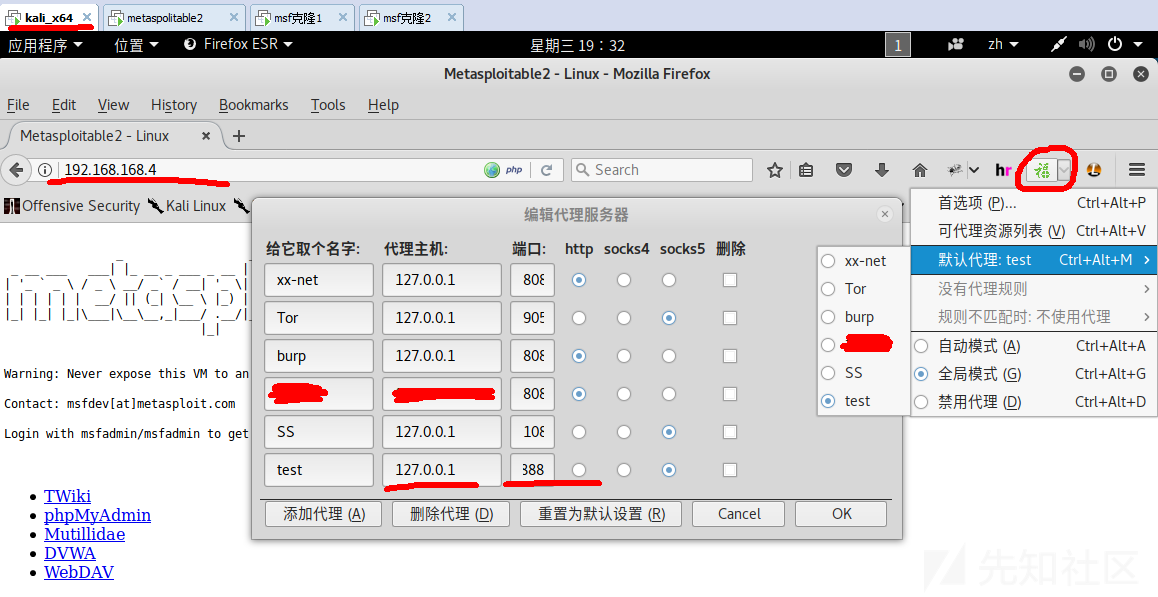 kali_x64 metaspolitable2 msf克隆1 msf克隆2
应用程序 位置 Firefox ESR 星期三 19：32 1 zh
Metasploitable2 - Linux - Mozilla Firefox
File Edit View History Bookmarks Tools Help
Metasploitable2 - Linux
192.168.168.4 php Search hr 福
Offensive Security Kali Linux
首选项 (P)... Ctrl+Alt+P
可代理资源列表 (V) Ctrl+Alt+V
默认代理: test Ctrl+Alt+M
没有代理规则
规则不匹配时: 不使用代理
自动模式 (A) Ctrl+Alt+A
全局模式 (G) Ctrl+Alt+G
禁用代理 (D) Ctrl+Alt+D
xx-net
Tor
burp
SS
test
编辑代理服务器
给它取个名字: 代理主机: 端口: http socks4 socks5 删除
xx-net 127.0.0.1 808
Tor 127.0.0.1 905
burp 127.0.0.1 808
808
SS 127.0.0.1 108
test 127.0.0.1 888
添加代理 (A) 删除代理 (D) 重置为默认设置 (R) Cancel OK
Warning: Never expose this VM to an
Contact: msfdev[at]metasploit.com
Login with msfadmin/msfadmin to get
TWiki
phpMyAdmin
Mutillidae
DVWA
WebDAV
先知社区